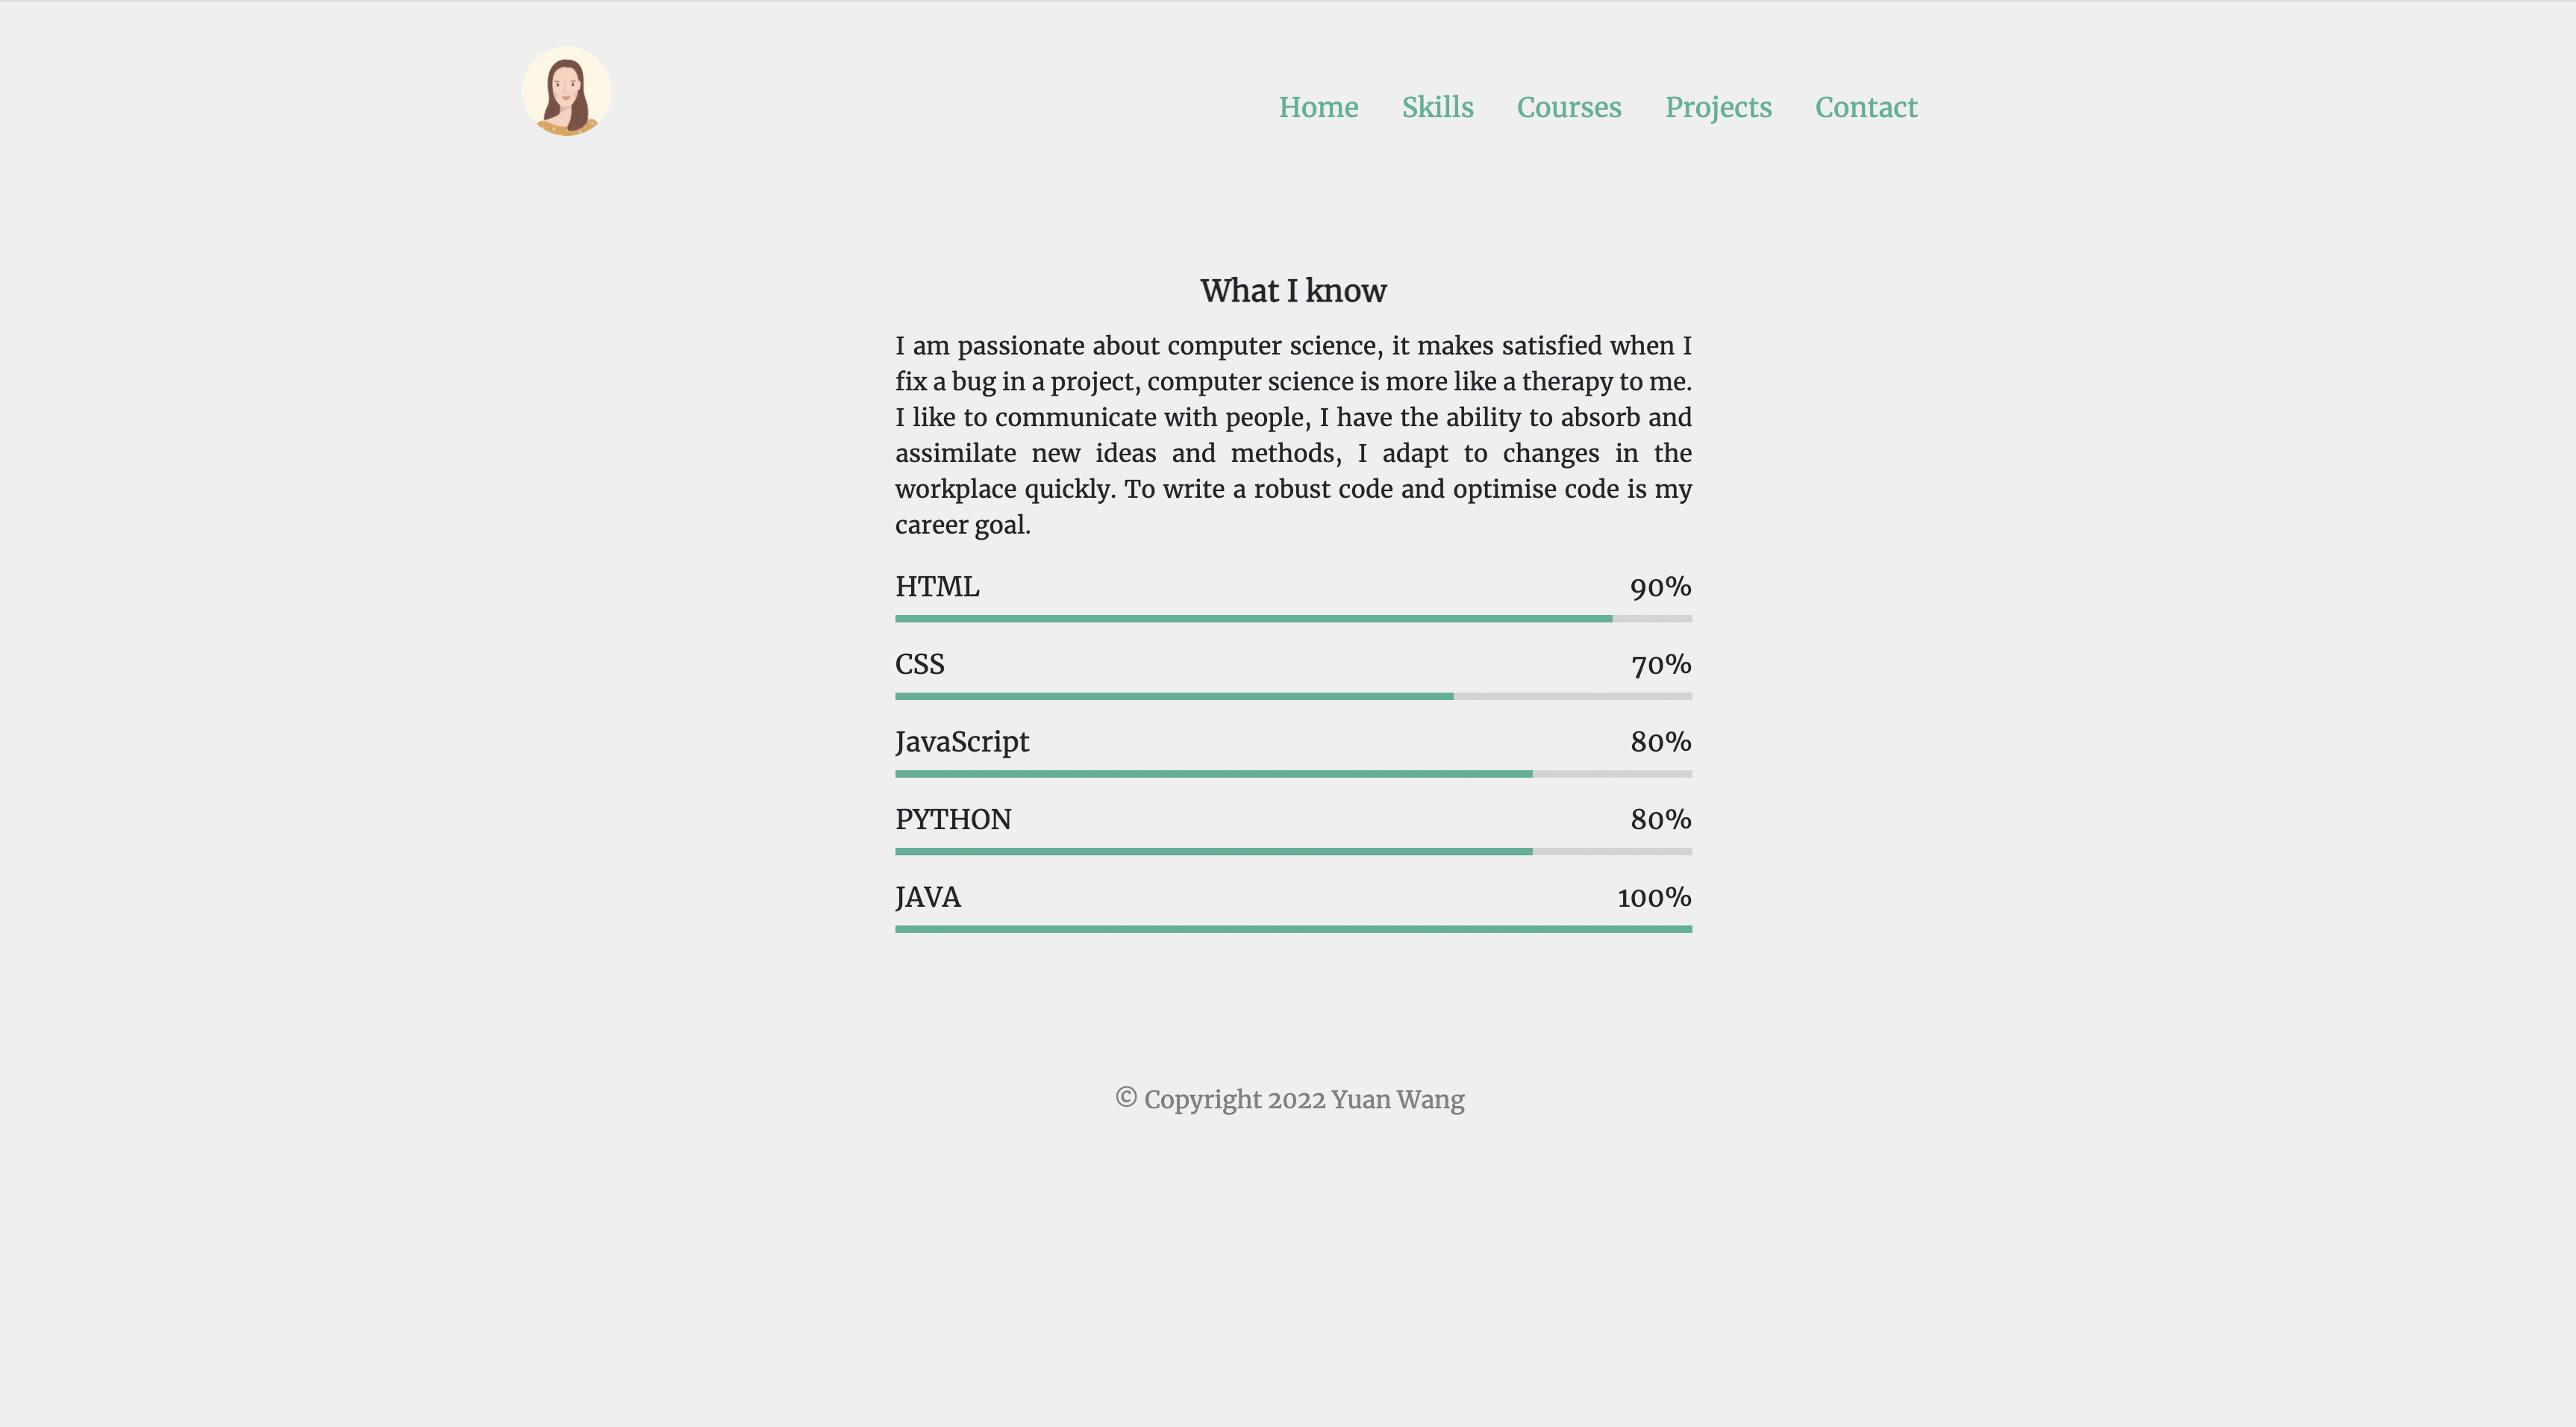 Home Skills Courses Projects Contact
What I know
I am passionate about computer science, it makes satisfied when I
fix a bug in a project, computer science is more like a therapy to me.
I like to communicate with people, I have the ability to absorb and
assimilate new ideas and methods, I adapt to changes in the
workplace quickly. To write a robust code and optimise code is my
career goal.
HTML 90%
CSS 70%
JavaScript 80%
PYTHON 80%
JAVA 100%
© Copyright 2022 Yuan Wang